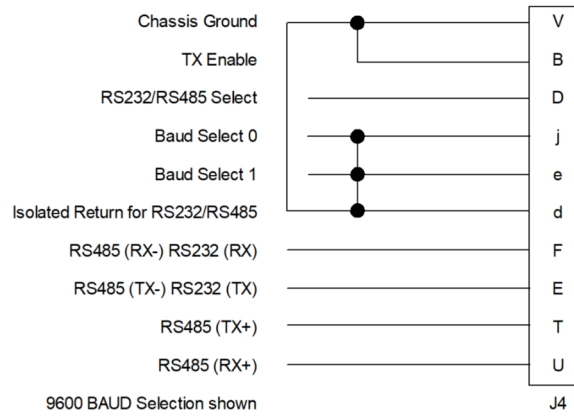 Chassis Ground V
TX Enable B
RS232/RS485 Select D
Baud Select 0 j
Baud Select 1 e
Isolated Return for RS232/RS485 d
RS485 (RX-) RS232 (RX) F
RS485 (TX-) RS232 (TX) E
RS485 (TX+) T
RS485 (RX+) U
9600 BAUD Selection shown J4